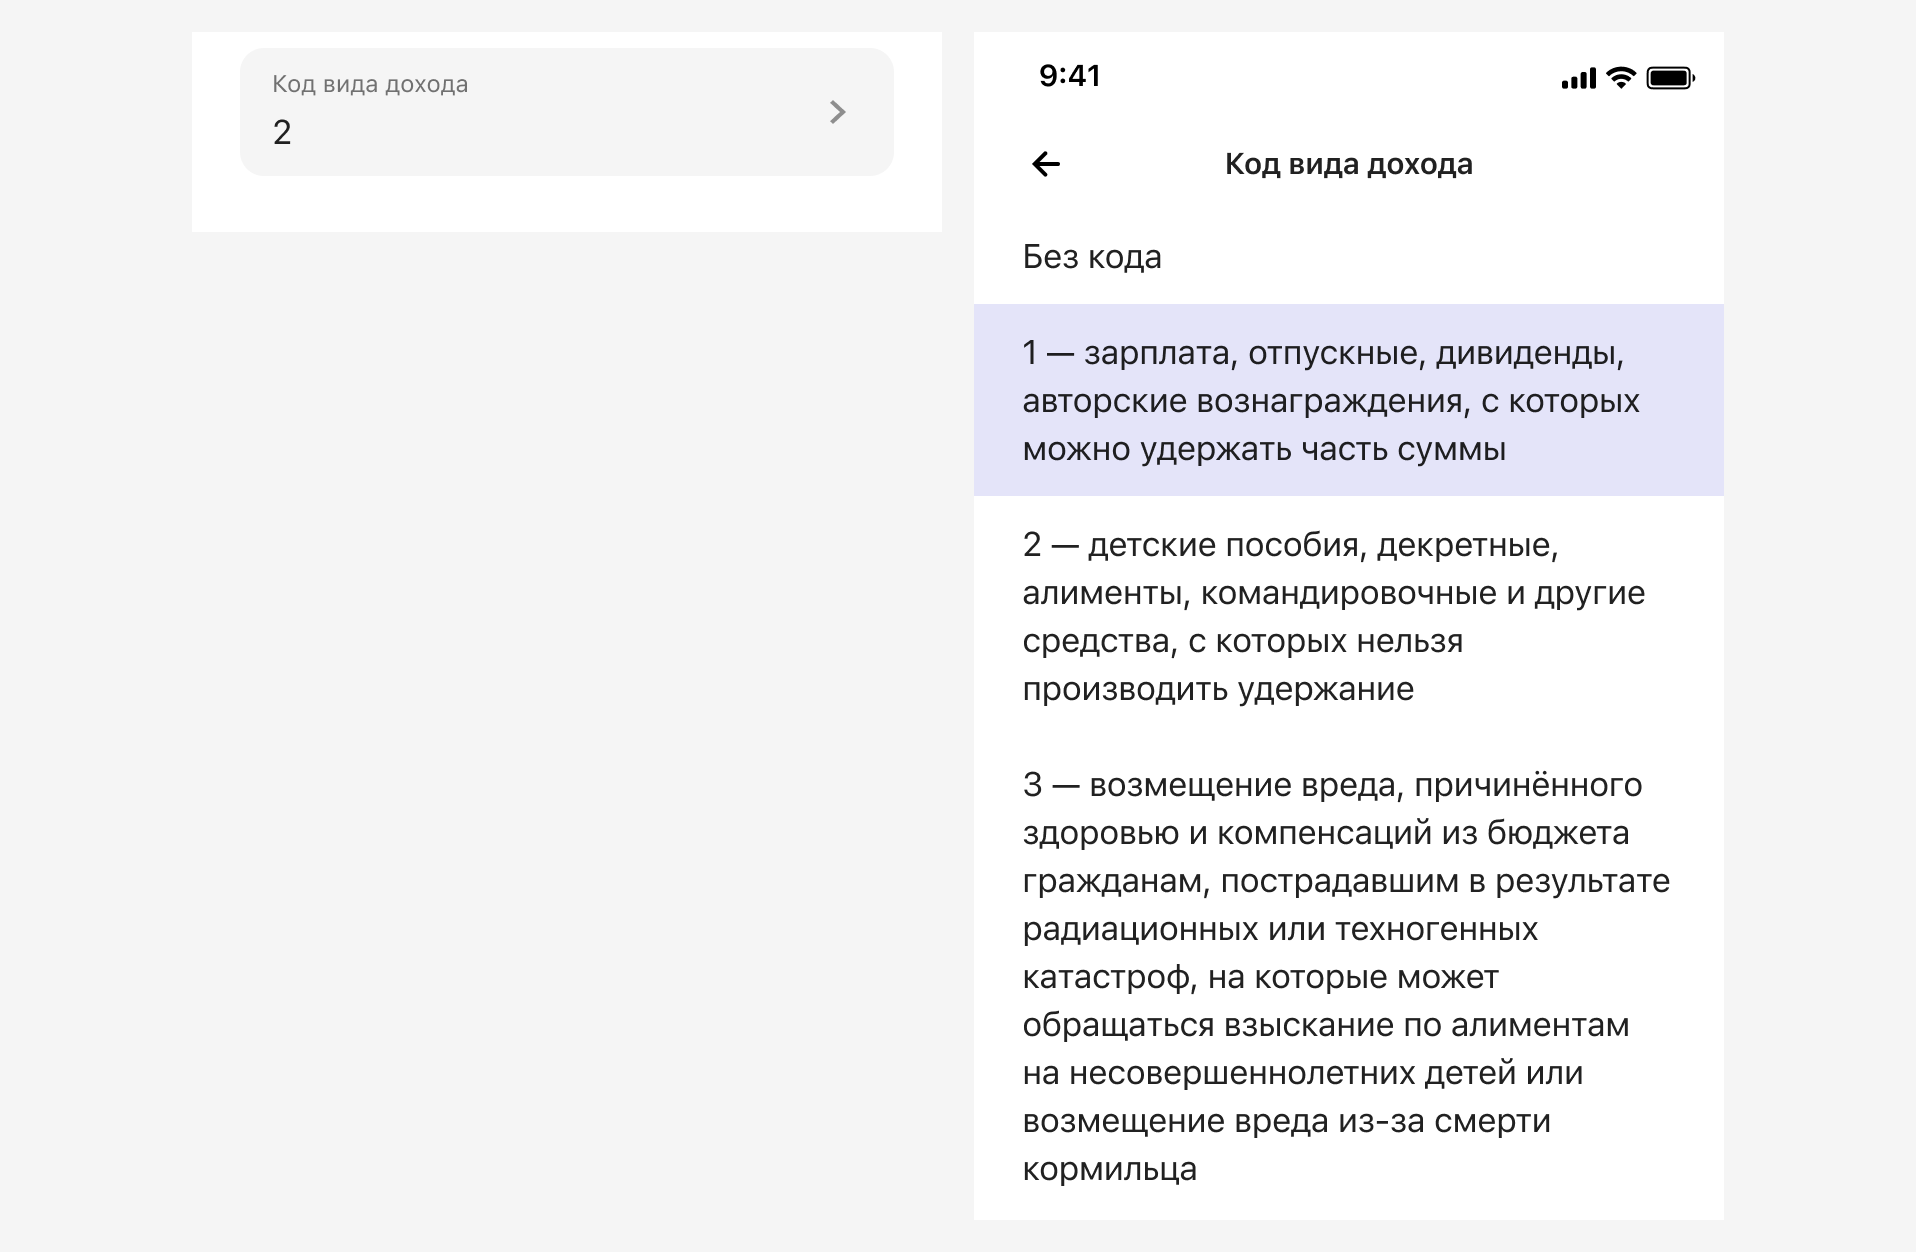 Код вида дохода
2
9:41
Код вида дохода
Без кода
1 — зарплата, отпускные, дивиденды,
авторские вознаграждения, с которых
можно удержать часть суммы
2 — детские пособия, декретные,
алименты, командировочные и другие
средства, с которых нельзя
производить удержание
3 — возмещение вреда, причинённого
здоровью и компенсаций из бюджета
гражданам, пострадавшим в результате
радиационных или техногенных
катастроф, на которые может
обращаться взыскание по алиментам
на несовершеннолетних детей или
возмещение вреда из-за смерти
кормильца